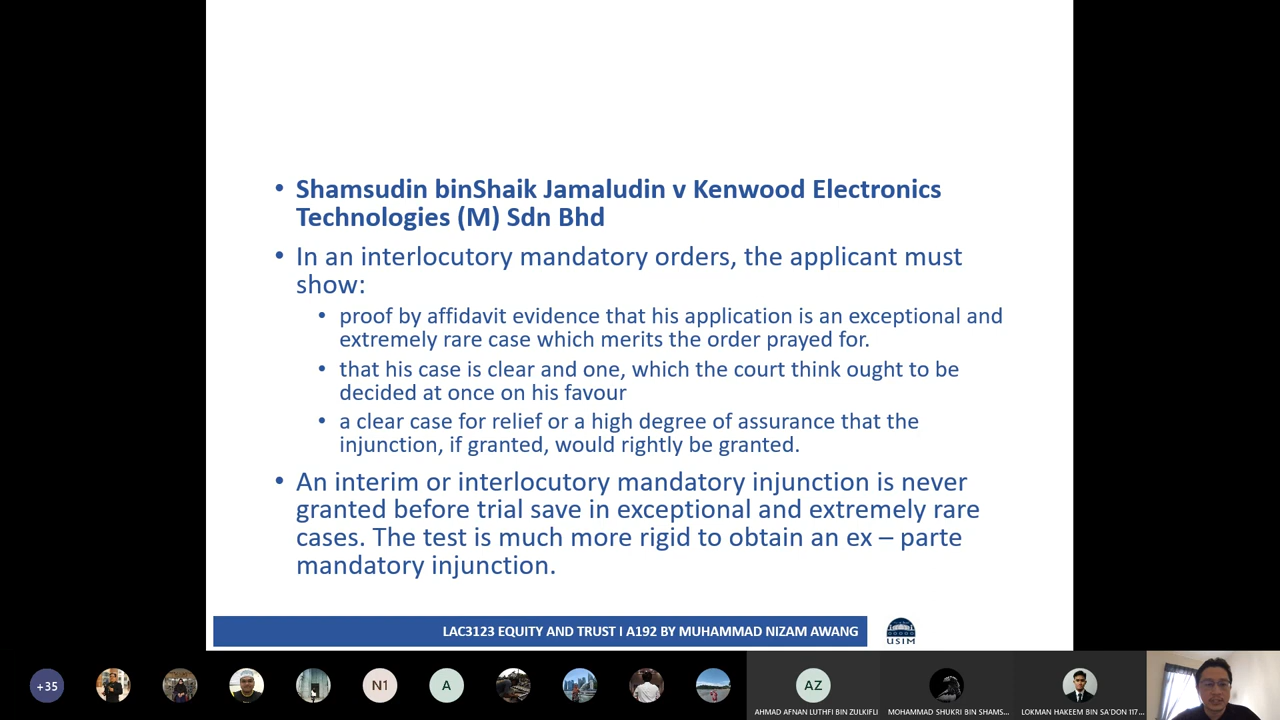 • Shamsudin binShaik Jamaludin v Kenwood Electronics
Technologies (M) Sdn Bhd
• In an interlocutory mandatory orders, the applicant must
show:
• proof by affidavit evidence that his application is an exceptional and
extremely rare case which merits the order prayed for.
• that his case is clear and one, which the court think ought to be
decided at once on his favour
• a clear case for relief or a high degree of assurance that the
injunction, if granted, would rightly be granted.
• An interim or interlocutory mandatory injunction is never
granted before trial save in exceptional and extremely rare
cases. The test is much more rigid to obtain an ex – parte
mandatory injunction.
LAC3123 EQUITY AND TRUST I A192 BY MUHAMMAD NIZAM AWANG
USIM
+35
N1
A
AZ
AHMAD AFNAN LUTHFI BIN ZULKIFLI
MOHAMMAD SHUKRI BIN SHAMS...
LOKMAN HAKEEM BIN SA'DON 117...